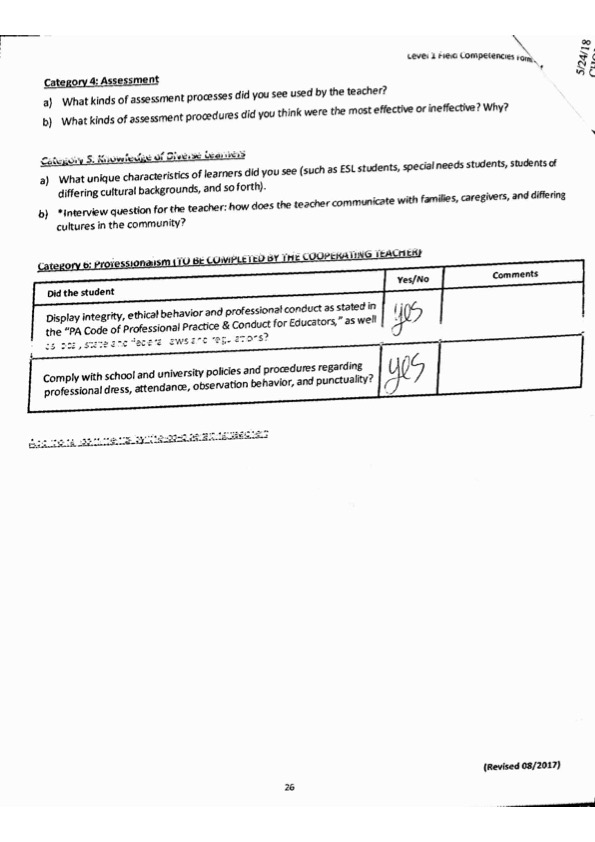 Level 2 Field Competencies Form
5/24/18
Category 4: Assessment
a) What kinds of assessment processes did you see used by the teacher?
b) What kinds of assessment procedures did you think were the most effective or ineffective? Why?
Category 5. Knowledge of Diverse Learners
a) What unique characteristics of learners did you see (such as ESL students, special needs students, students of
differing cultural backgrounds, and so forth).
b) *Interview question for the teacher: how does the teacher communicate with families, caregivers, and differing
cultures in the community?
Category 6: Professionalism (TO BE COMPLETED BY THE COOPERATING TEACHER)
Did the student Yes/No Comments
Display integrity, ethical behavior and professional conduct as stated in
the “PA Code of Professional Practice & Conduct for Educators,” as well yes
as local, state and federal laws and regulations?
Comply with school and university policies and procedures regarding
professional dress, attendance, observation behavior, and punctuality? yes
Additional comments by the cooperating teacher:
(Revised 08/2017)
26